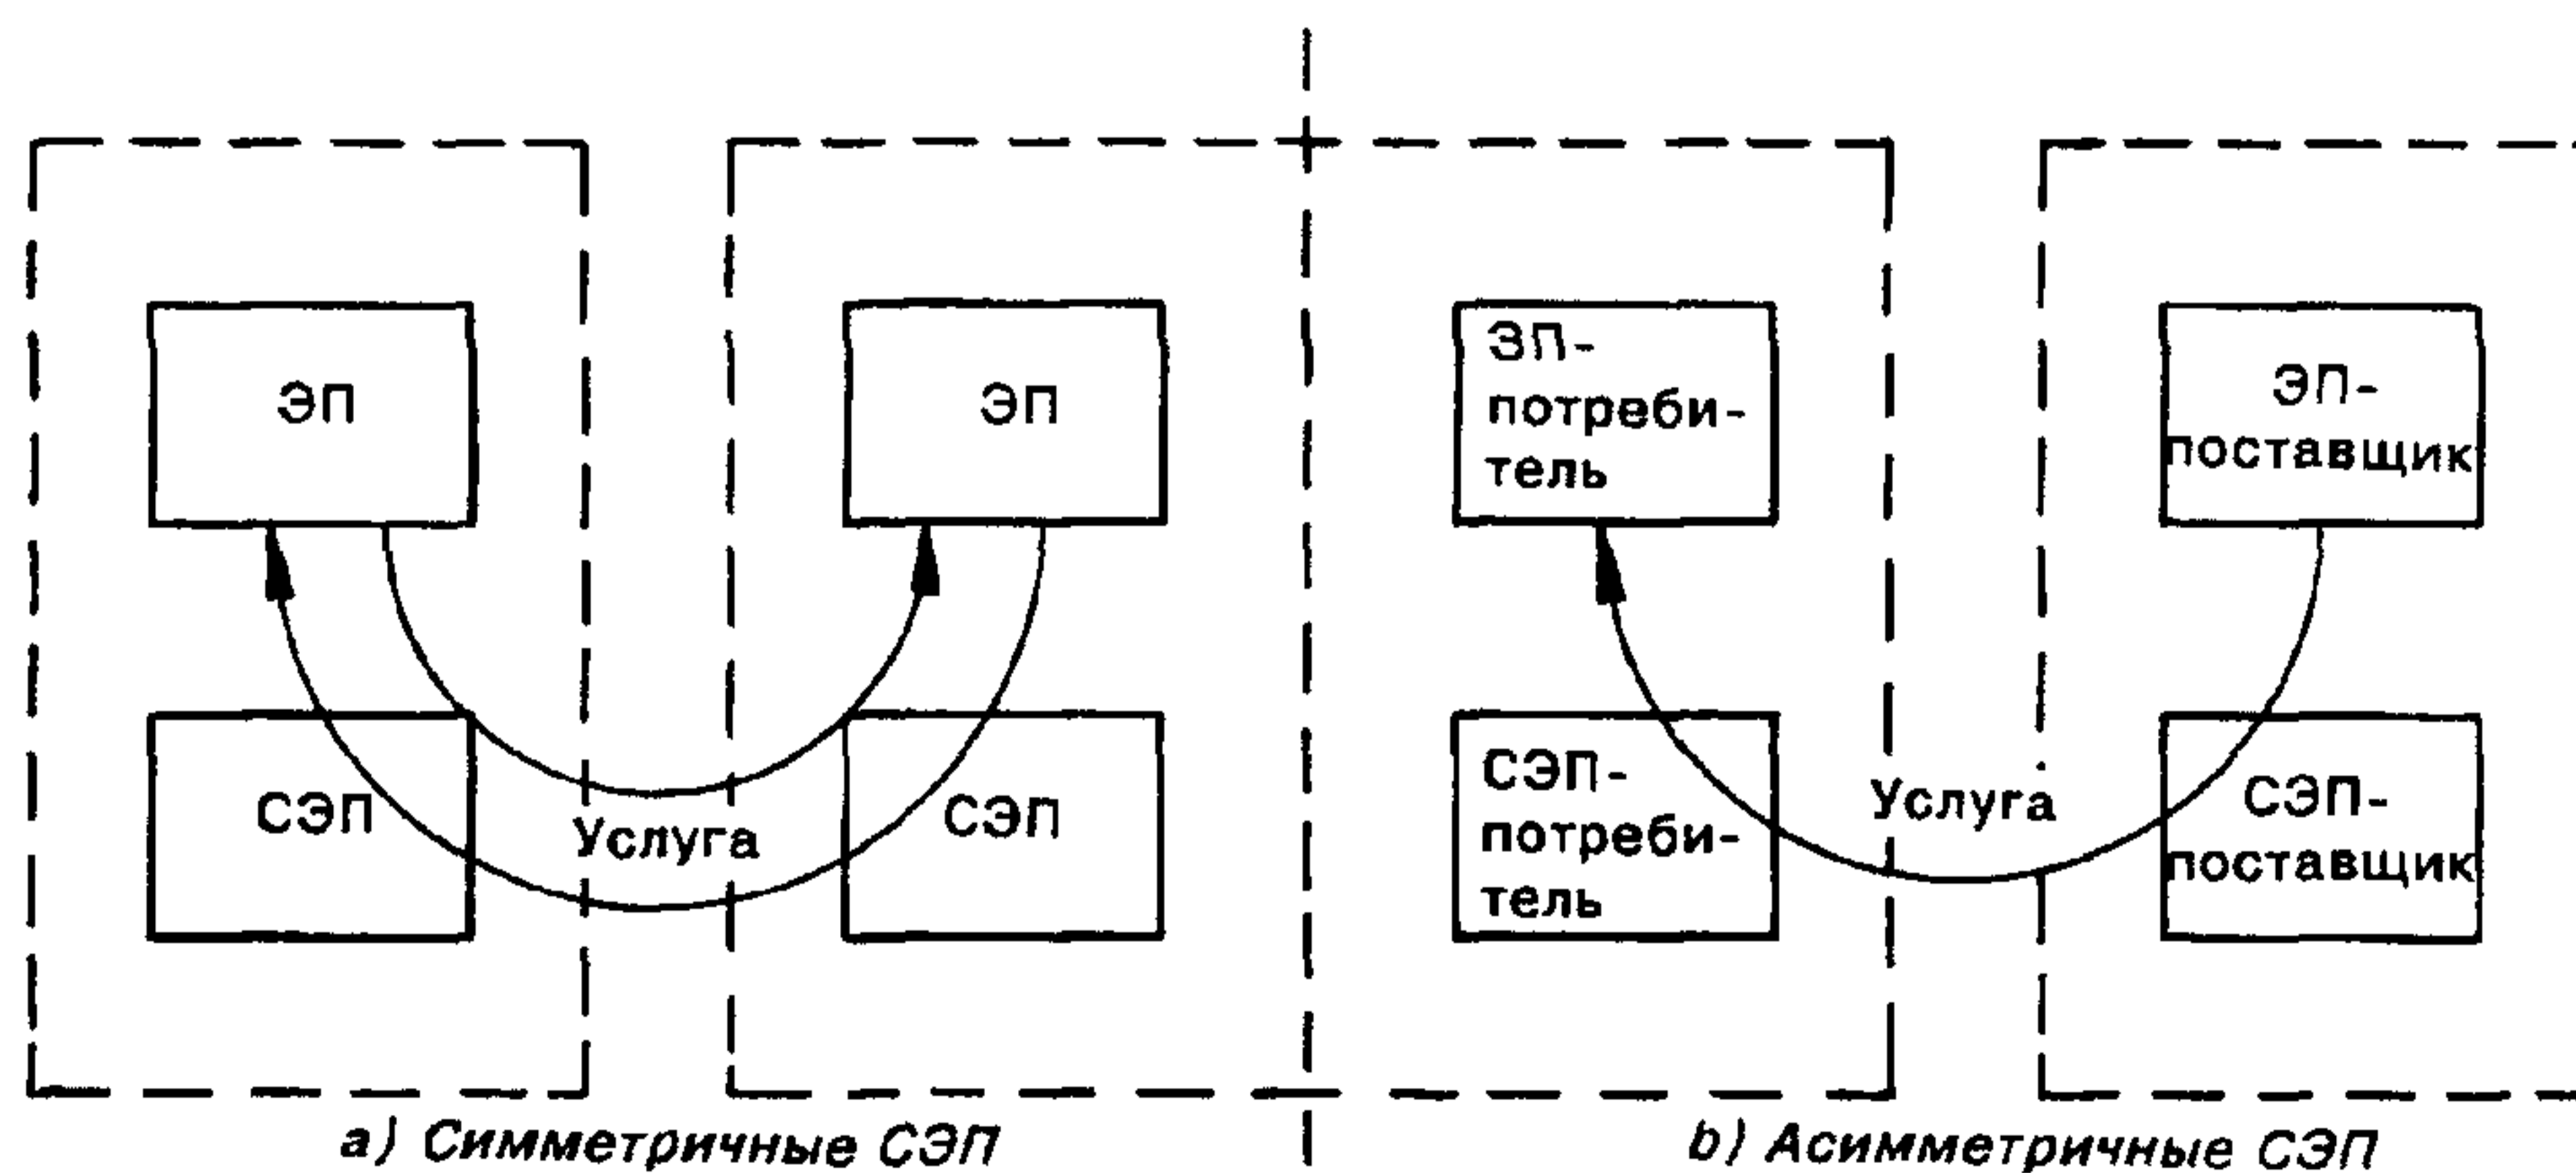 ЭП
ЭП
СЭП
Услуга
СЭП
а) Симметричные СЭП
ЗП-
потреби-
тель
ЭП-
поставщик
СЭП-
потреби-
тель
Услуга
СЭП-
поставщик
b) Асимметричные СЭП